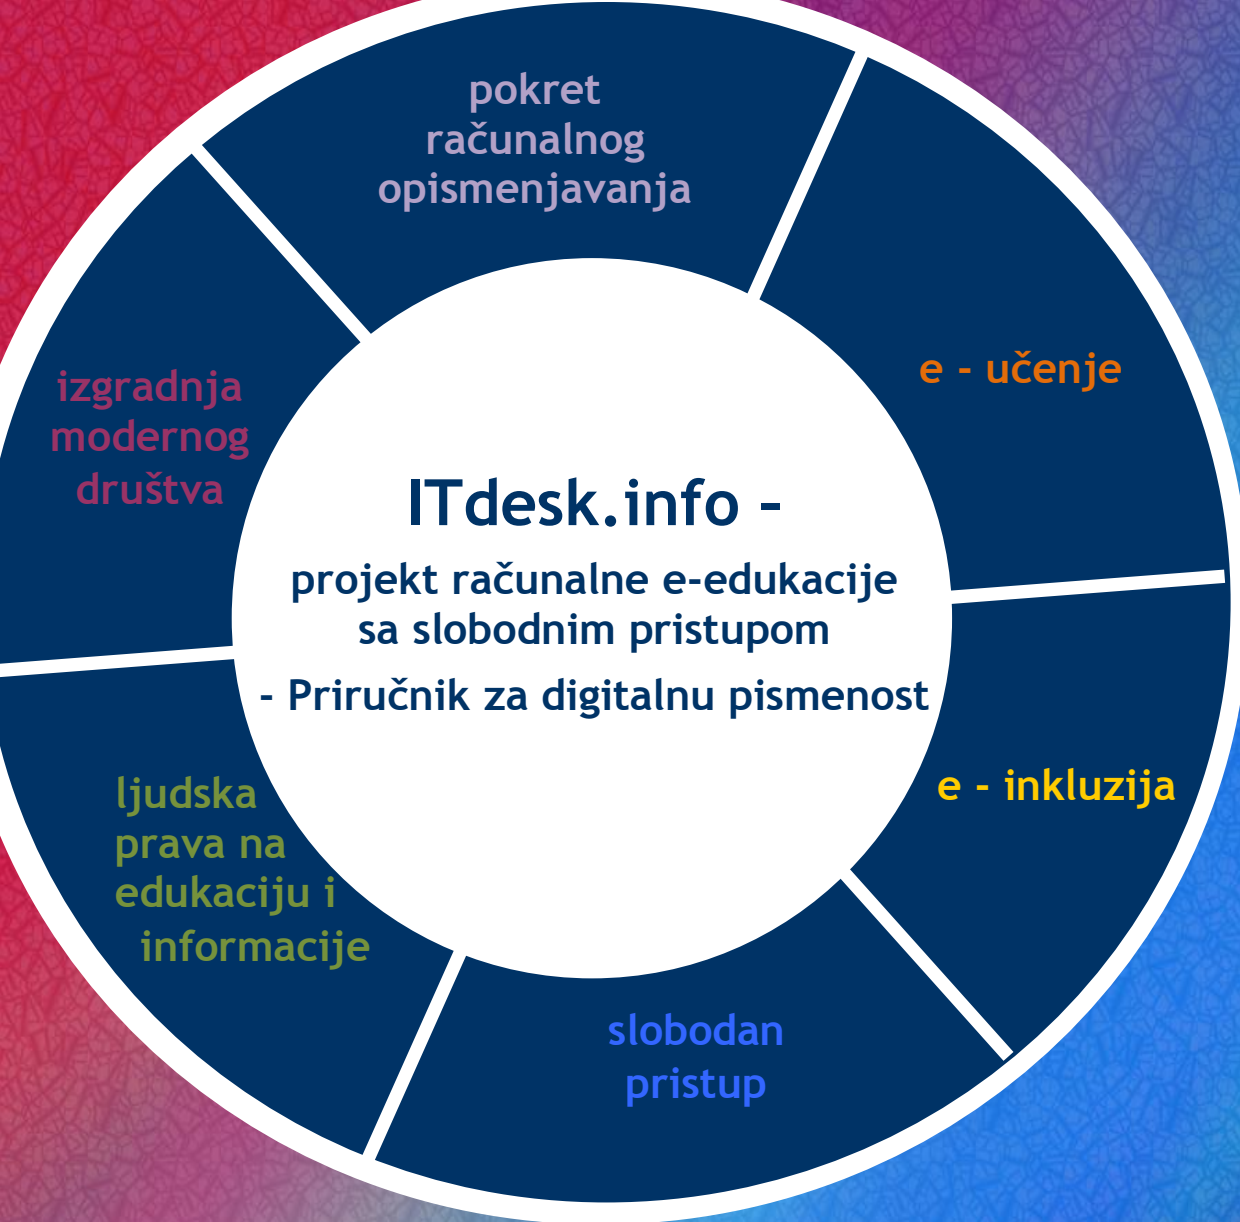 pokret
računalnog
opismenjavanja
e - učenje
izgradnja
modernog
društva
ITdesk.info –
projekt računalne e-edukacije
sa slobodnim pristupom
- Priručnik za digitalnu pismenost
e - inkluzija
ljudska
prava na
edukaciju i
informacije
slobodan
pristup